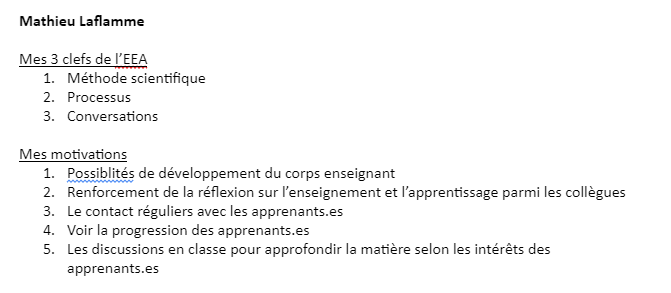 Mathieu Laflamme
Mes 3 clefs de l'EEA
1. Méthode scientifique
2. Processus
3. Conversations
Mes motivations
1. Possiblités de développement du corps enseignant
2. Renforcement de la réflexion sur l'enseignement et l'apprentissage parmi les collègues
3. Le contact réguliers avec les apprenants.es
4. Voir la progression des apprenants.es
5. Les discussions en classe pour approfondir la matière selon les intérêts des
apprenants.es